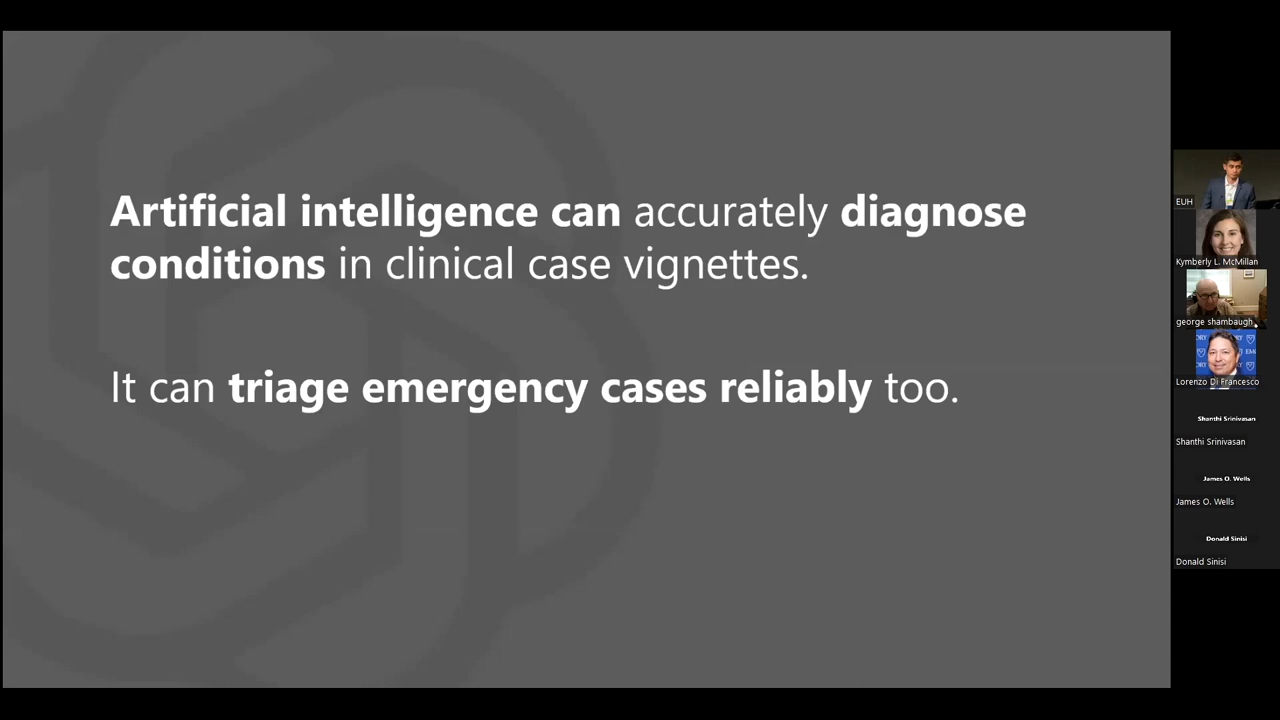 Artificial intelligence can accurately diagnose
conditions in clinical case vignettes.
It can triage emergency cases reliably too.
EUH
Kymberly L. McMillan
george shambaugh
Lorenzo Di Francesco
Shanthi Srinivasan
Shanthi Srinivasan
James O. Wells
James O. Wells
Donald Sinisi
Donald Sinisi